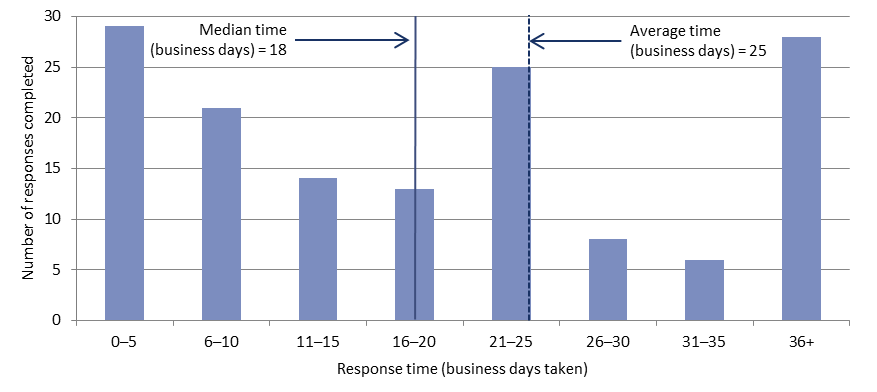 30
25
20
15
10
5
0
Number of responses completed
Median time
(business days) = 18
Average time
(business days) = 25
0–5
6–10
11–15
16–20
21–25
26–30
31–35
36+
Response time (business days taken)